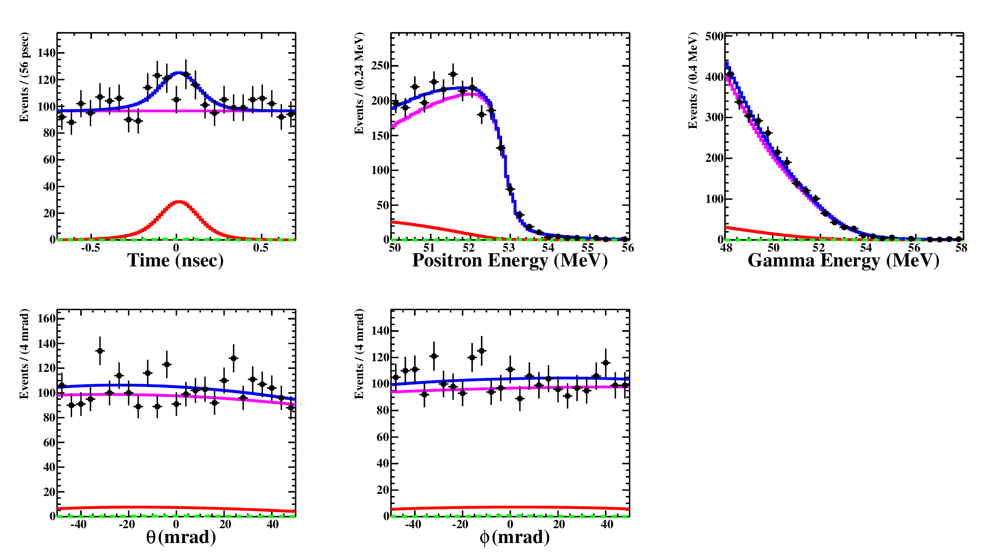 Events / (56 psec)
140
120
100
80
60
40
20
0
-0.5 0 0.5
Time (nsec)
Events / (0.24 MeV)
250
200
150
100
50
0
50 51 52 53 54 55 56
Positron Energy (MeV)
Events / (0.4 MeV)
500
400
300
200
100
0
48 50 52 54 56 58
Gamma Energy (MeV)
Events / (4 mrad)
160
140
120
100
80
60
40
20
0
-40 -20 0 20 40
θ (mrad)
Events / (4 mrad)
140
120
100
80
60
40
20
0
-40 -20 0 20 40
ϕ (mrad)